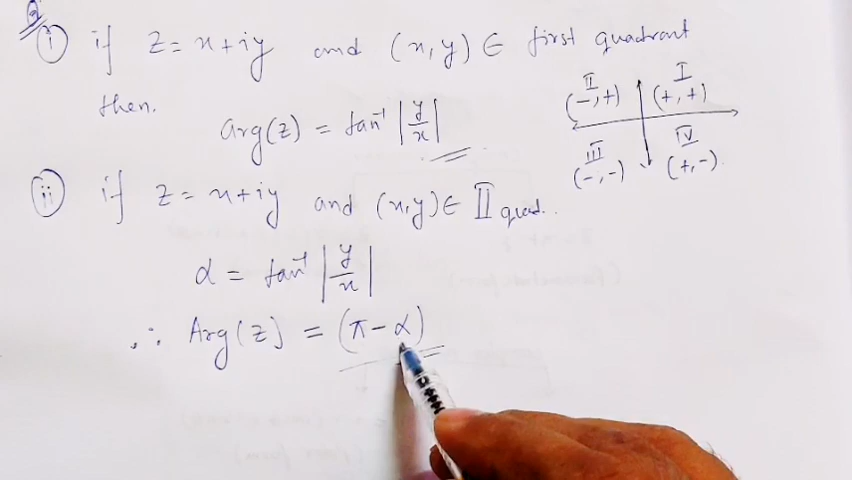 Q
(i) if z = x + iy and (x, y) ∈ first quadrant
then.
Arg(z) = tan⁻¹ |y/x|
II (-, +) I (+, +)
III (-, -) IV (+, -)
(ii) if z = x + iy and (x, y) ∈ II quad.
α = tan⁻¹ |y/x|
∴ Arg(z) = (π - α)